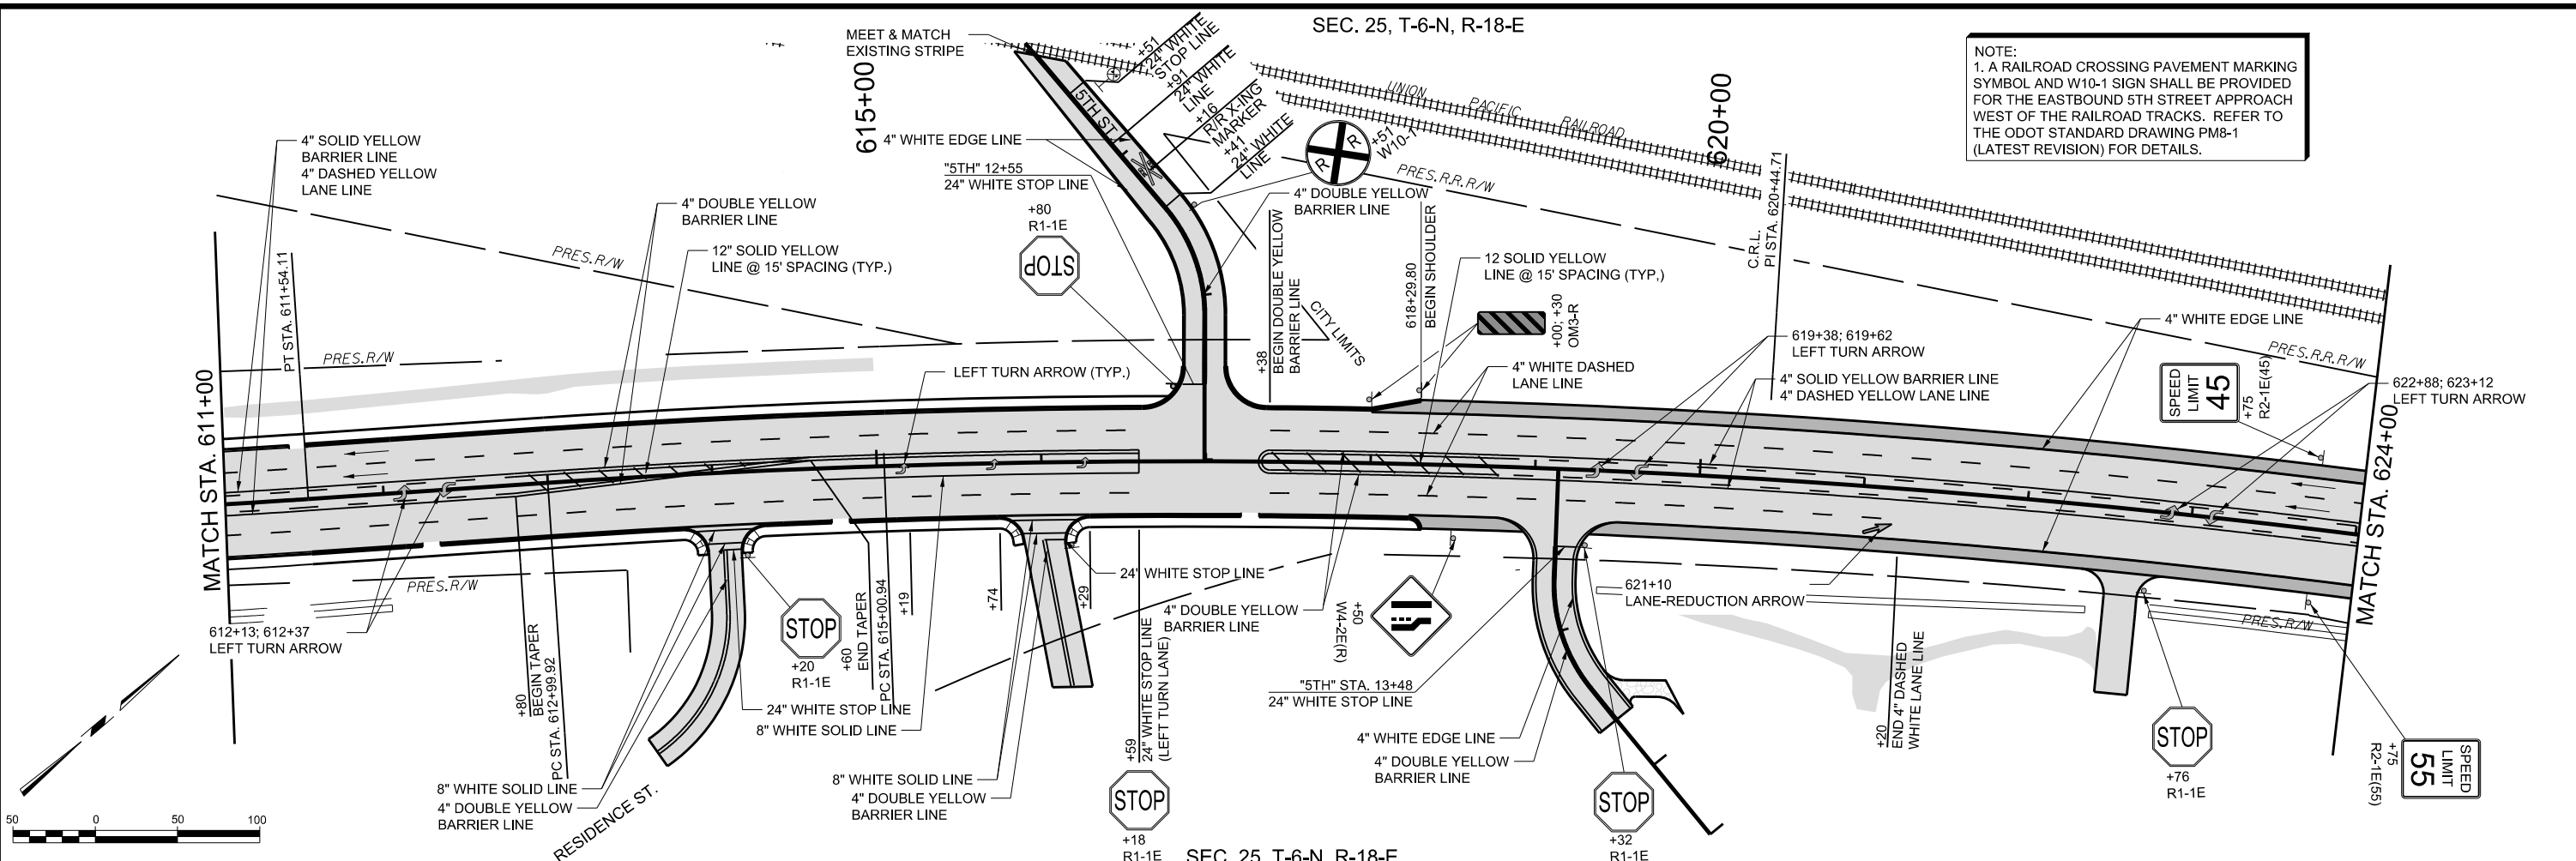 SEC. 25, T-6-N, R-18-E
MEET & MATCH
EXISTING STRIPE
615+00
+51
24" WHITE
STOP LINE
+91
24" WHITE
LINE
+16
R/R X-ING
MARKER
+41
24" WHITE
LINE
5TH ST.
R R
+51
W10-1
UNION PACIFIC RAILROAD
620+00
NOTE:
1. A RAILROAD CROSSING PAVEMENT MARKING
SYMBOL AND W10-1 SIGN SHALL BE PROVIDED
FOR THE EASTBOUND 5TH STREET APPROACH
WEST OF THE RAILROAD TRACKS. REFER TO
THE ODOT STANDARD DRAWING PM8-1
(LATEST REVISION) FOR DETAILS.
4" SOLID YELLOW
BARRIER LINE
4" DASHED YELLOW
LANE LINE
4" WHITE EDGE LINE
"5TH" 12+55
24" WHITE STOP LINE
+80
R1-1E
STOP
4" DOUBLE YELLOW
BARRIER LINE
12" SOLID YELLOW
LINE @ 15' SPACING (TYP.)
PRES.R/W
PRES.R/W
4" DOUBLE YELLOW
BARRIER LINE
PRES.R.R.R/W
+38
BEGIN DOUBLE YELLOW
BARRIER LINE
CITY LIMITS
618+29.80
BEGIN SHOULDER
12 SOLID YELLOW
LINE @ 15' SPACING (TYP,)
+00; +30
OM3-R
C.R.L.
PI STA. 620+44.71
619+38; 619+62
LEFT TURN ARROW
4" WHITE DASHED
LANE LINE
4" SOLID YELLOW BARRIER LINE
4" DASHED YELLOW LANE LINE
4" WHITE EDGE LINE
PRES.R.R.R/W
SPEED
LIMIT
45
+75
R2-1E(45)
622+88; 623+12
LEFT TURN ARROW
MATCH STA. 611+00
PT STA. 611+54.11
LEFT TURN ARROW (TYP.)
MATCH STA. 624+00
PRES.R/W
612+13; 612+37
LEFT TURN ARROW
+80
BEGIN TAPER
PC STA. 612+99.92
STOP
+20
R1-1E
+60
END TAPER
PC STA. 615+00.94
+19
+74
+29
24" WHITE STOP LINE
24" WHITE STOP LINE
8" WHITE SOLID LINE
+59
24" WHITE STOP LINE
(LEFT TURN LANE)
4" DOUBLE YELLOW
BARRIER LINE
+50
W4-2E(R)
"5TH" STA. 13+48
24" WHITE STOP LINE
621+10
LANE-REDUCTION ARROW
+20
END 4" DASHED
WHITE LANE LINE
PRES.R/W
STOP
+76
R1-1E
SPEED
LIMIT
55
+75
R2-1E(55)
8" WHITE SOLID LINE
4" DOUBLE YELLOW
BARRIER LINE
RESIDENCE ST.
8" WHITE SOLID LINE
4" DOUBLE YELLOW
BARRIER LINE
STOP
+18
R1-1E
4" WHITE EDGE LINE
4" DOUBLE YELLOW
BARRIER LINE
STOP
+32
R1-1E
50 0 50 100
SEC. 25, T-6-N, R-18-E